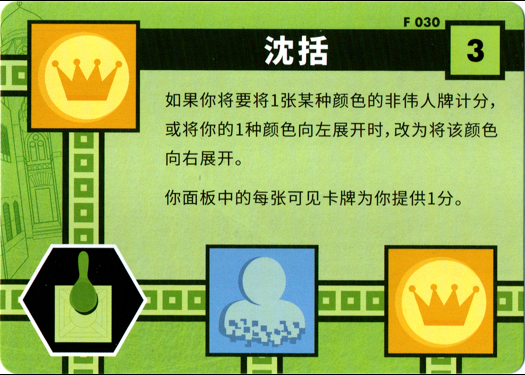 F 030
沈括
3
如果你将要将1张某种颜色的非伟人牌计分，
或将你的1种颜色向左展开时，改为将该颜色
向右展开。
你面板中的每张可见卡牌为你提供1分。